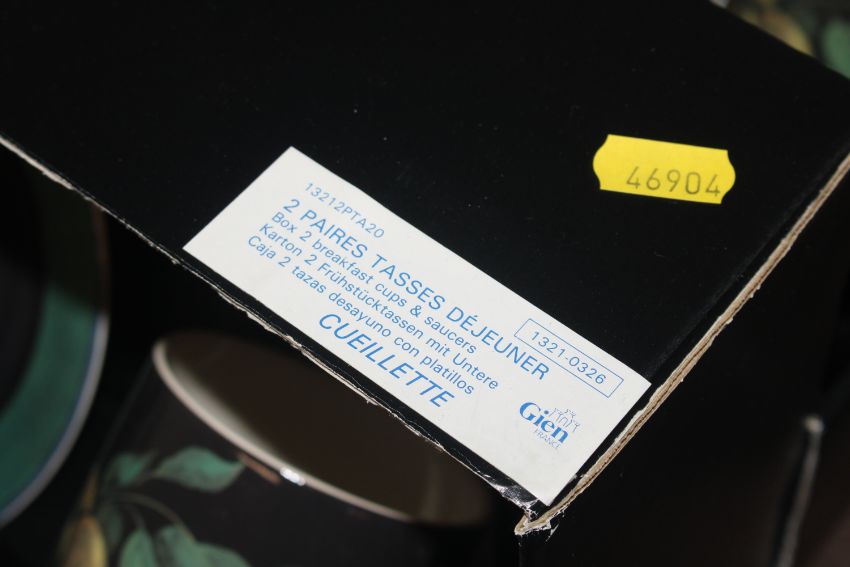 46904
13212PTA20
2 PAIRES TASSES DÉJEUNER
Box 2 breakfast cups & saucers
Karton 2 Frühstücktassen mit Untere
Caja 2 tazas desayuno con platillos
CUEILLETTE
1321-0326
Gien
FRANCE